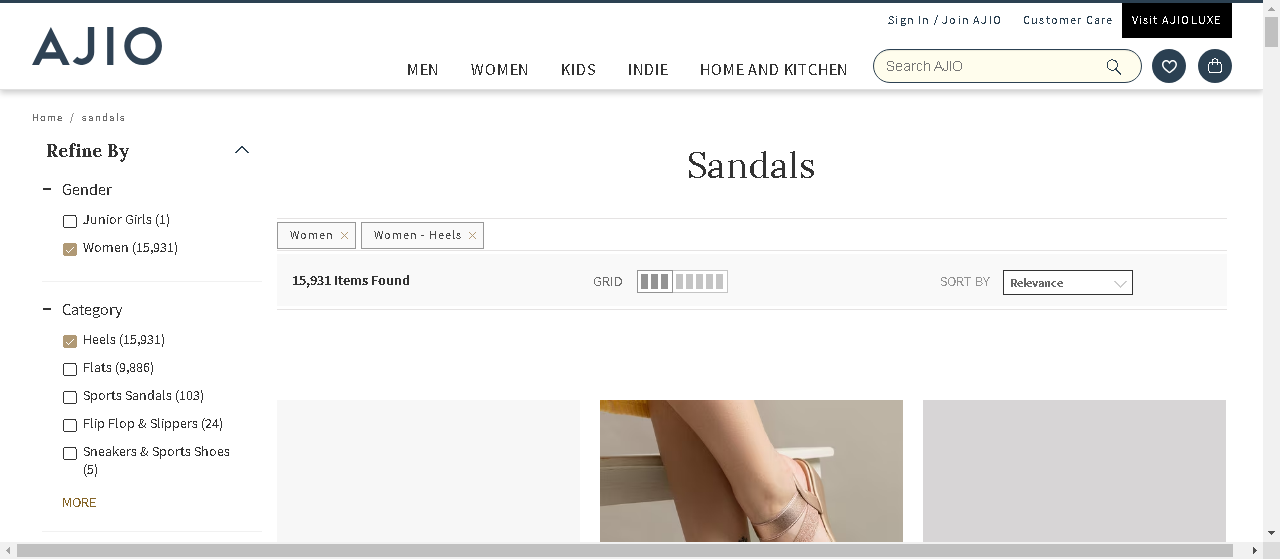 Sign In / Join AJIO
Customer Care
Visit AJIOLUXE
AJIO
MEN
WOMEN
KIDS
INDIE
HOME AND KITCHEN
Search AJIO
Home / sandals
Refine By
Gender
Junior Girls (1)
Women (15,931)
Category
Heels (15,931)
Flats (9,886)
Sports Sandals (103)
Flip Flop & Slippers (24)
Sneakers & Sports Shoes
(5)
MORE
Sandals
Women
Women - Heels
15,931 Items Found
GRID
SORT BY
Relevance